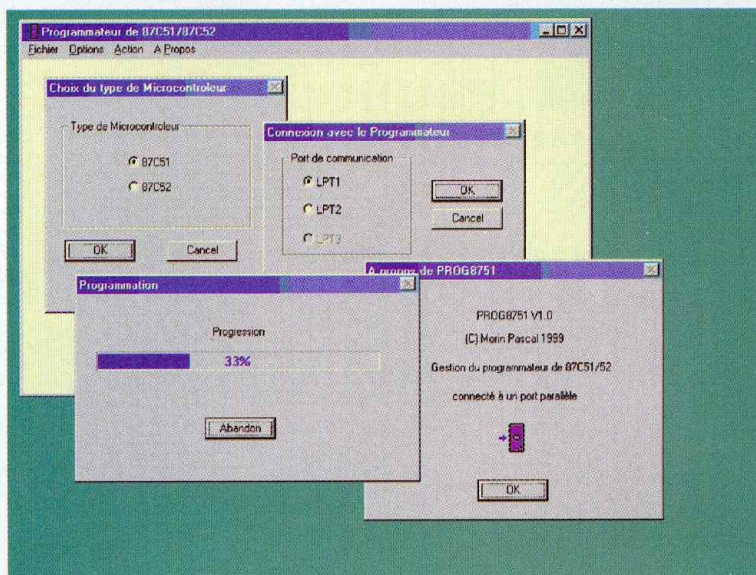 Programmateur de 87C51/87C52
Fichier Options Action A Propos
Choix du type de Microcontroleur
Type de Microcontroleur
87C51
87C52
OK Cancel
Connexion avec le Programmateur
Port de communication
LPT1
LPT2
LPT3
OK
Cancel
Programmation
Progression
33%
Abandon
A propos de PROG8751
PROG8751 V1.0
(C) Morin Pascal 1999
Gestion du programmateur de 87C51/52
connecté à un port parallèle
OK